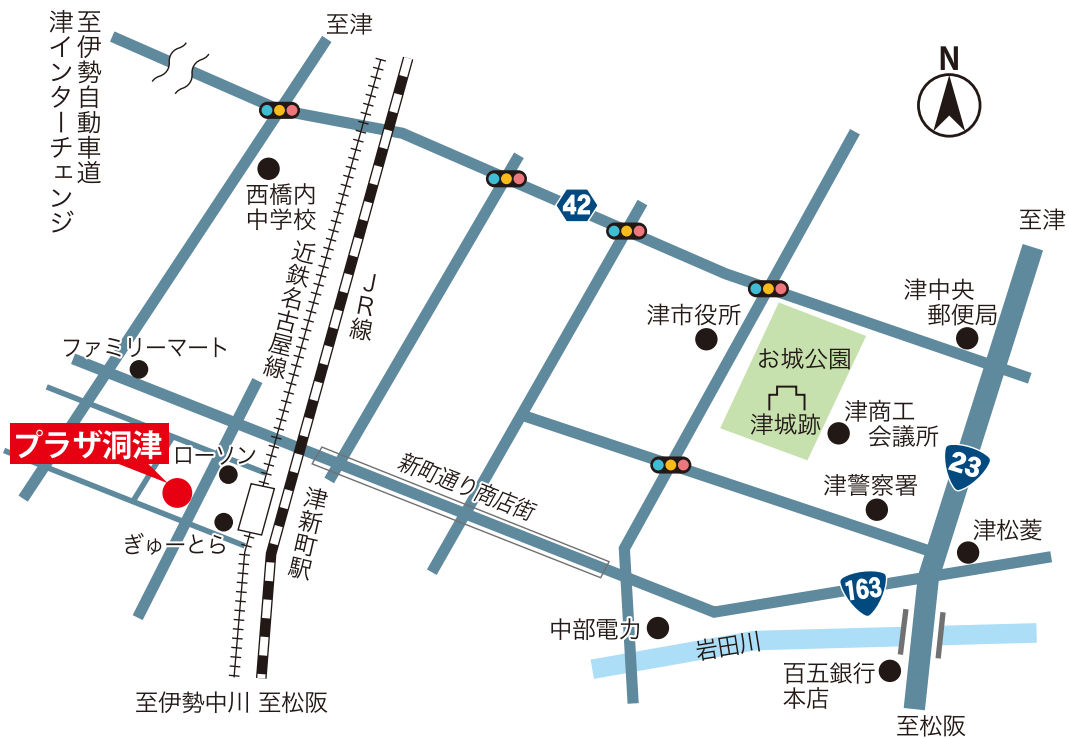 至伊勢自動車道
津インターチェンジ
至津
N
西橋内
中学校
42
近鉄名古屋線
JR線
至津
津中央
郵便局
津市役所
お城公園
津城跡
津商工
会議所
ファミリーマート
プラザ洞津
ローソン
ぎゅーとら
津新町駅
新町通り商店街
23
津警察署
津松菱
163
中部電力
岩田川
百五銀行
本店
至伊勢中川
至松阪
至松阪